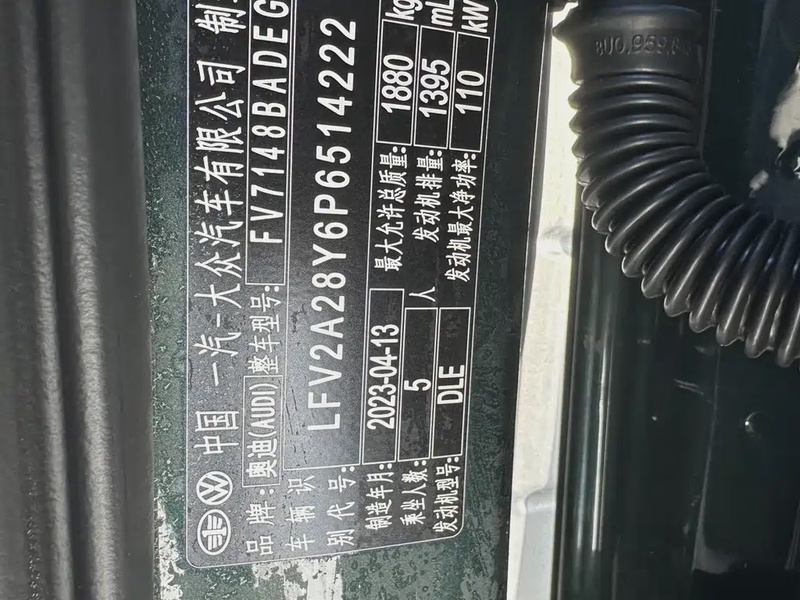 中国 一汽-大众汽车有限公司 制
品牌: 奥迪(AUDI) 整车型号: FV7148BADEG
车辆识别代号: LFV2A28Y6P6514222
制造年月: 2023-04-13 最大允许总质量: 1880 kg
乘坐人数: 5 人 发动机排量: 1395 mL
发动机型号: DLE 发动机最大净功率: 110 kW